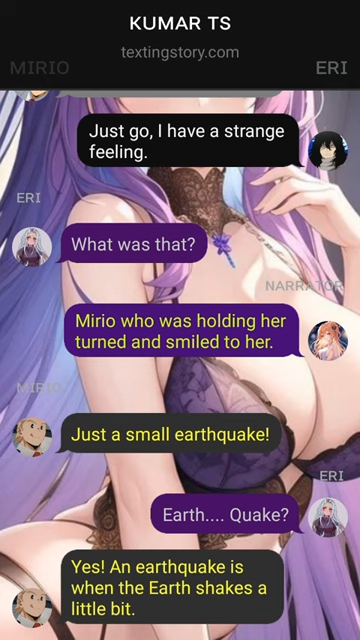 KUMAR TS
textingstory.com
MIRIO
ERI
Just go, I have a strange
feeling.
ERI
What was that?
NARRATOR
Mirio who was holding her
turned and smiled to her.
MIRIO
Just a small earthquake!
ERI
Earth.... Quake?
Yes! An earthquake is
when the Earth shakes a
little bit.